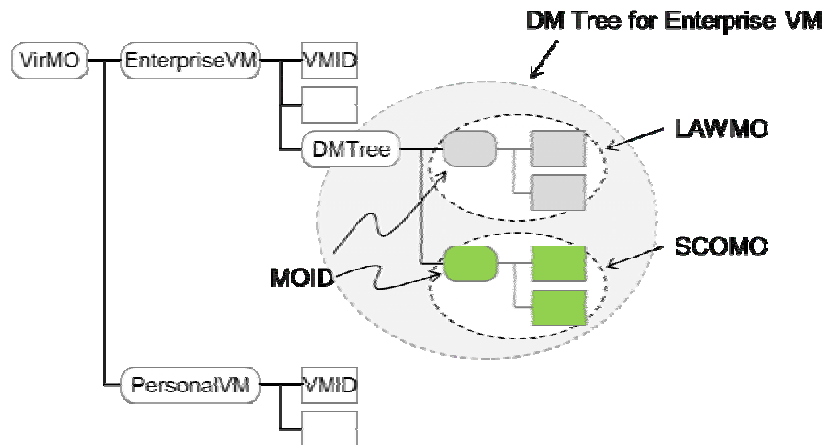 DM Tree for Enterprise VM
VirMO
EnterpriseVM
VMID
LAWMO
DMTree
SCOMO
MOID
PersonalVM
VMID